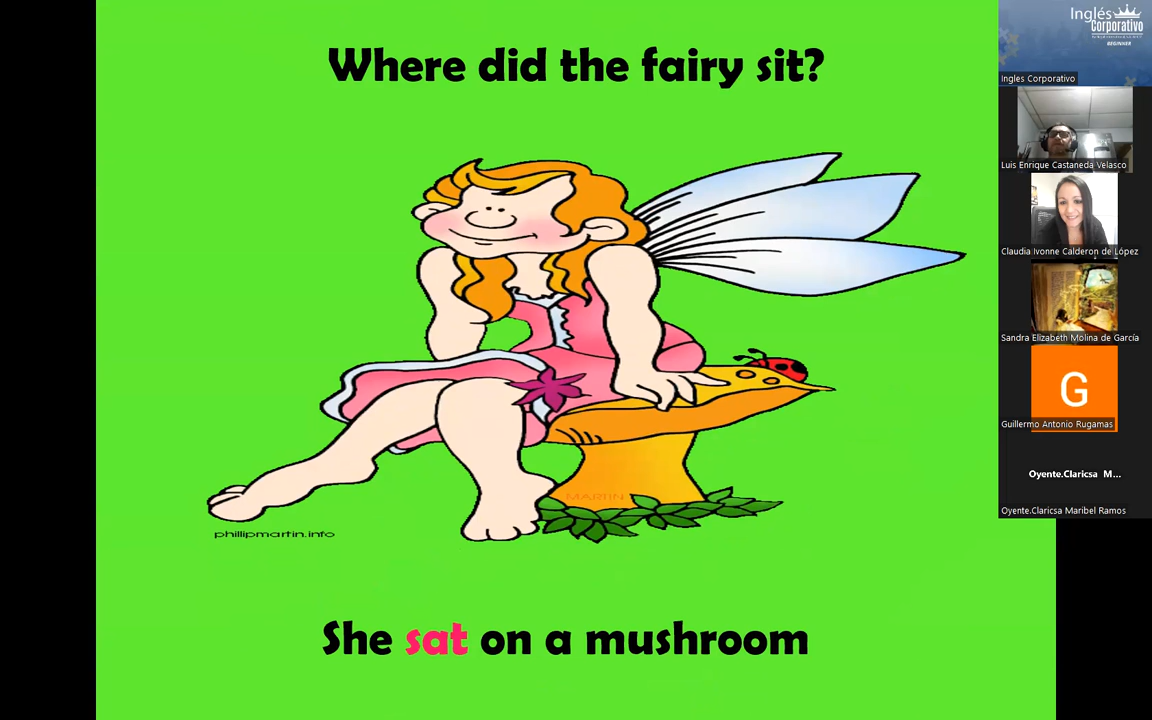 Where did the fairy sit?
MARTIN
phillipmartin.info
She sat on a mushroom
Inglés
Corporativo
BEGINNER
Ingles Corporativo
Luis Enrique Castaneda Velasco
Claudia Ivonne Calderon de López
Sandra Elizabeth Molina de García
G
Guillermo Antonio Rugamas
Oyente.Claricsa M...
Oyente.Claricsa Maribel Ramos